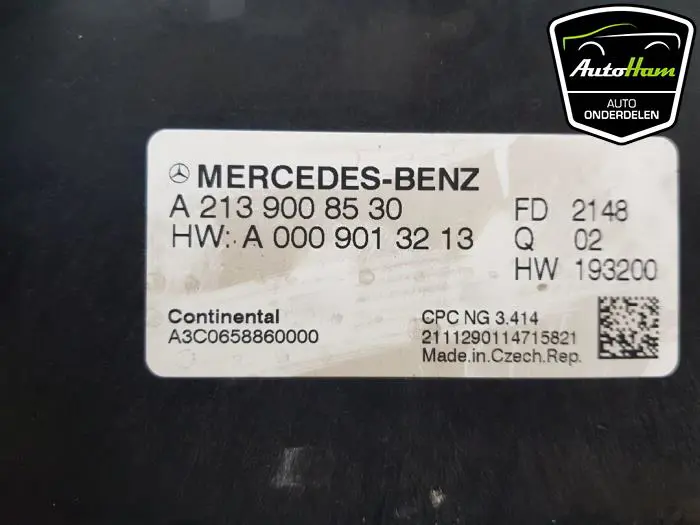 AutoHam
AUTO
ONDERDELEN
MERCEDES-BENZ
A 213 900 85 30
HW: A 000 901 32 13
FD 2148
Q 02
HW 193200
Continental
A3C0658860000
CPC NG 3.414
2111290114715821
Made.in.Czech.Rep.